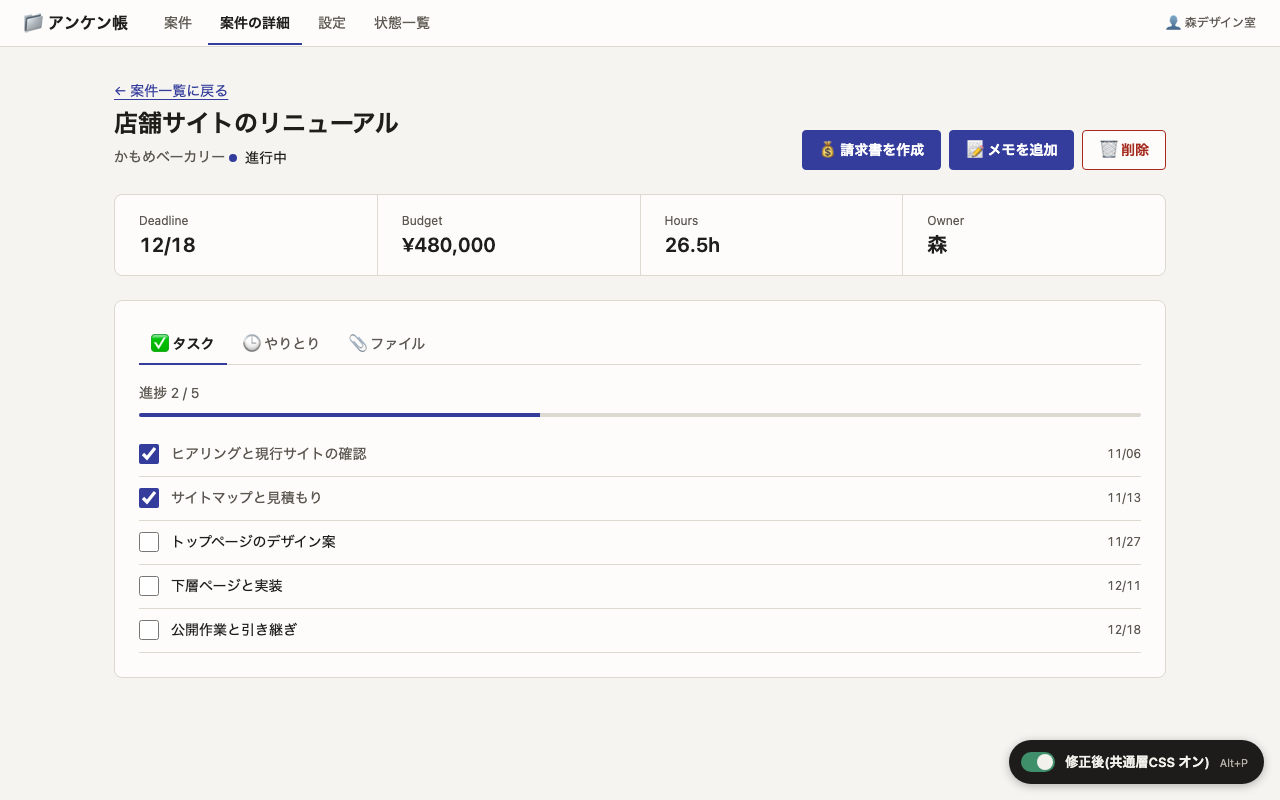 アンケン帳 案件 案件の詳細 設定 状態一覧 森デザイン室
← 案件一覧に戻る
店舗サイトのリニューアル
かもめベーカリー 進行中
請求書を作成 メモを追加 削除
Deadline Budget Hours Owner
12/18 ¥480,000 26.5h 森
タスク やりとり ファイル
進捗 2 / 5
ヒアリングと現行サイトの確認 11/06
サイトマップと見積もり 11/13
トップページのデザイン案 11/27
下層ページと実装 12/11
公開作業と引き継ぎ 12/18
修正後(共通層CSS オン) Alt+P